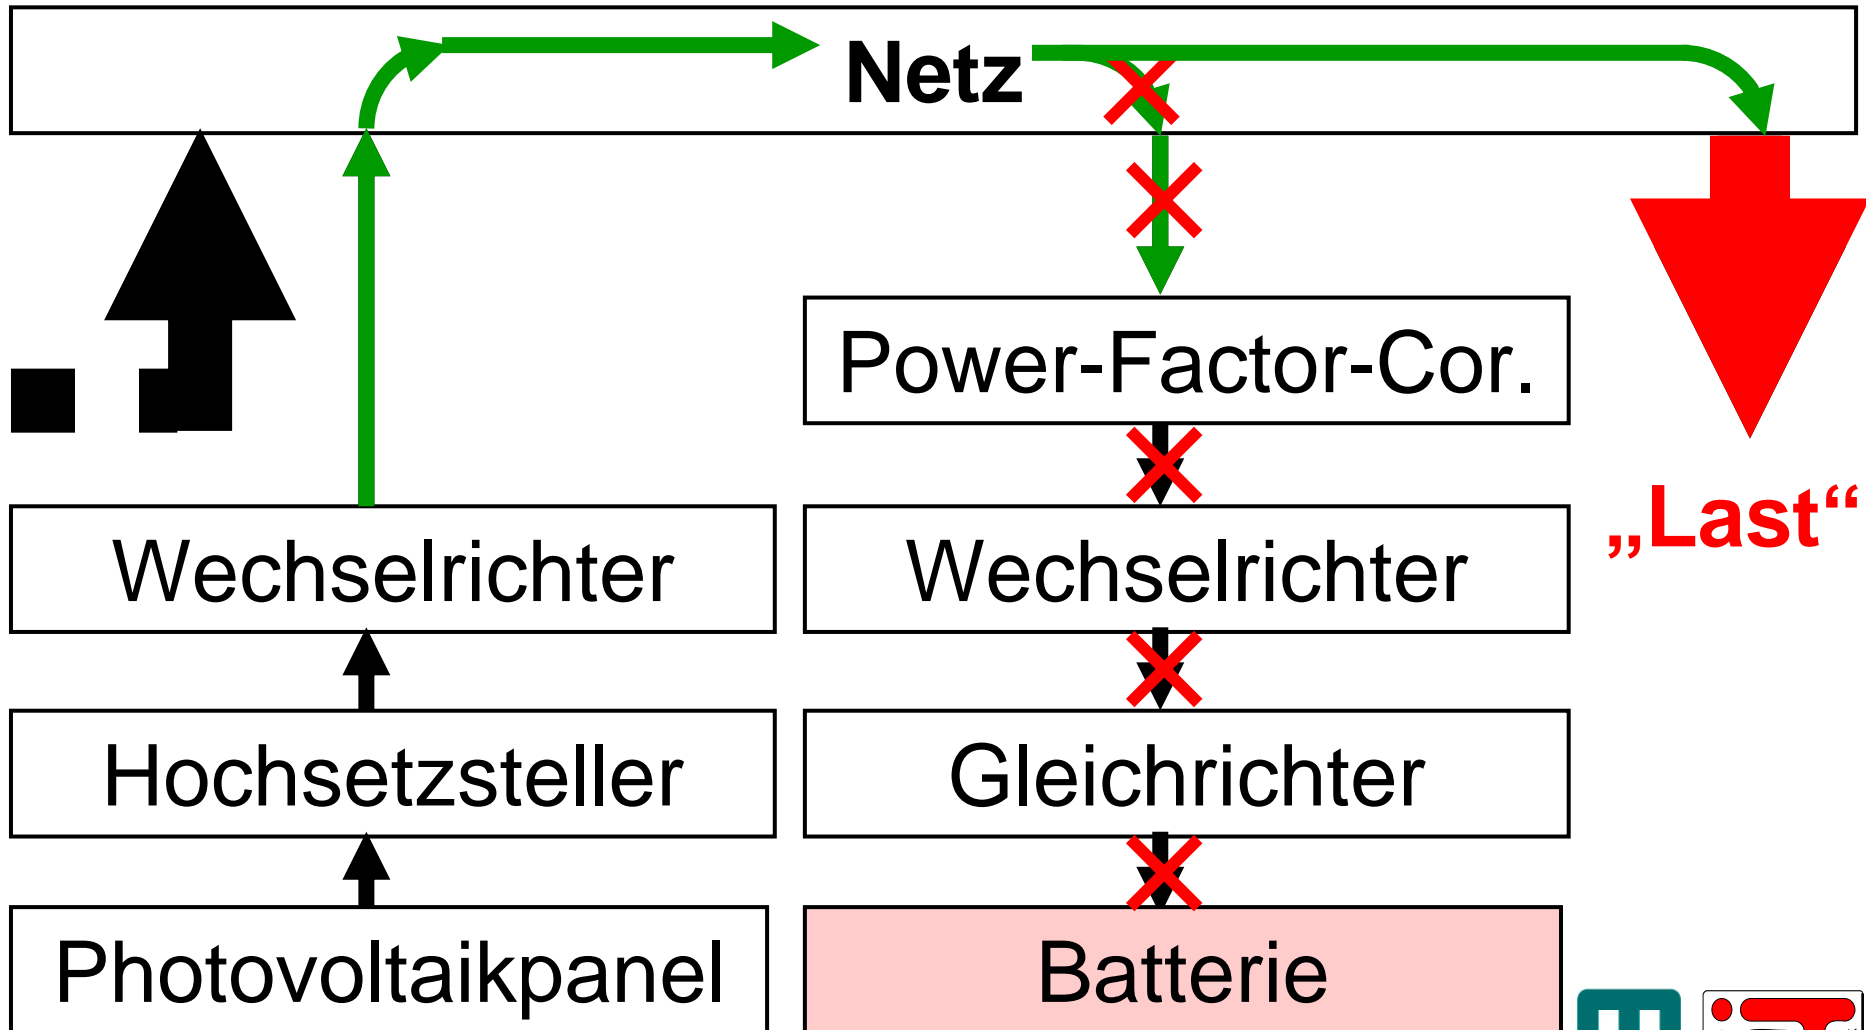 Netz
Power-Factor-Cor.
„Last“
Wechselrichter
Wechselrichter
Hochsetzsteller
Gleichrichter
Photovoltaikpanel
Batterie